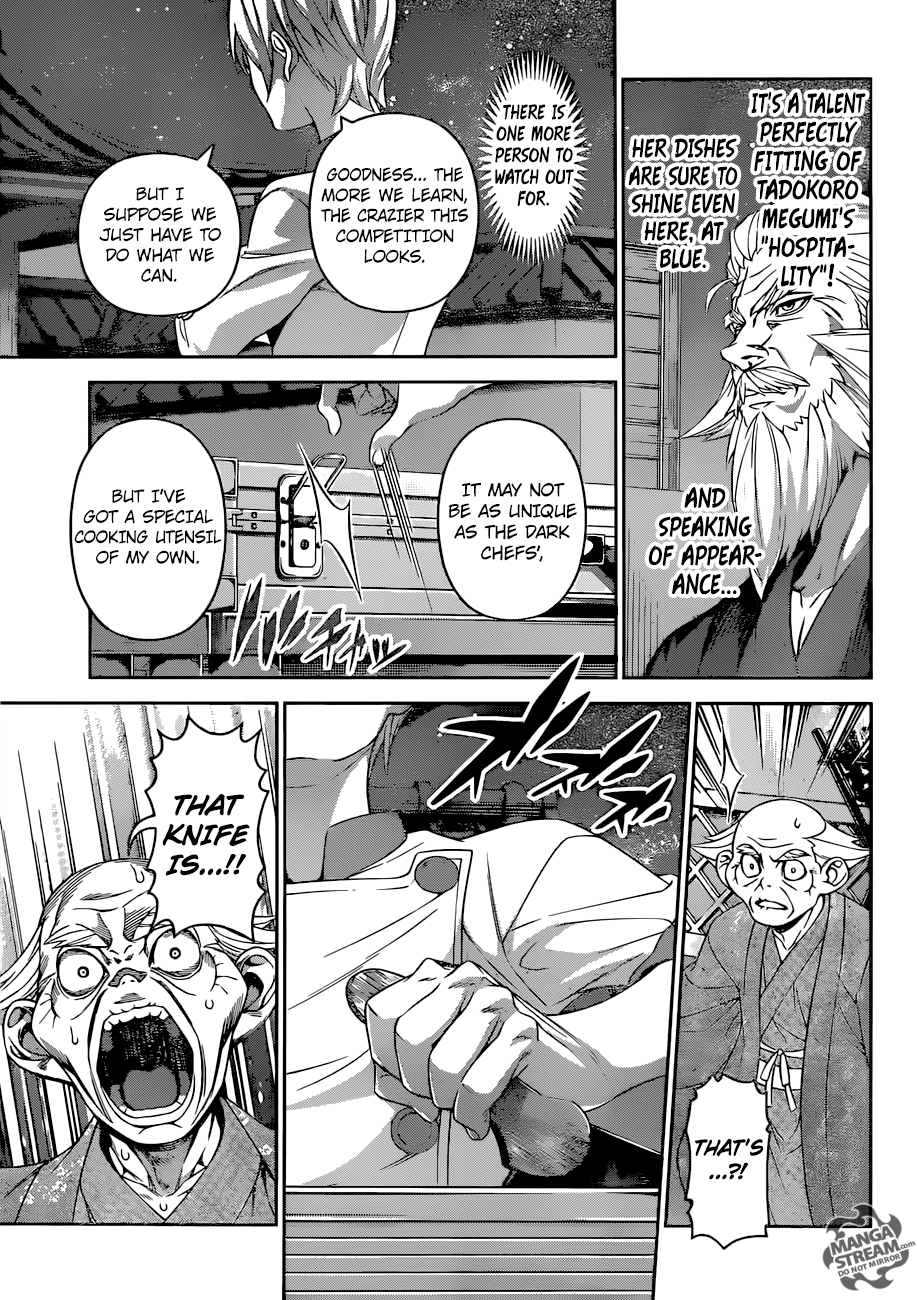 IT'S A TALENT
PERFECTLY
FITTING OF
TADOKORO
MEGUMI'S
"HOSPITA-
LITY"!
HER DISHES
ARE SURE TO
SHINE EVEN
HERE, AT
BLUE.
AND
SPEAKING
OF APPEAR-
ANCE...
THERE IS
ONE MORE
PERSON TO
WATCH OUT
FOR.
GOODNESS... THE
MORE WE LEARN,
THE CRAZIER THIS
COMPETITION
LOOKS.
BUT I
SUPPOSE WE
JUST HAVE TO
DO WHAT WE
CAN.
IT MAY NOT
BE AS UNIQUE
AS THE DARK
CHEFS',
BUT I'VE
GOT A SPECIAL
COOKING UTENSIL
OF MY OWN.
THAT'S
...?!
THAT
KNIFE
IS...!!
MANGA
STREAM.com
DO NOT MIRROR